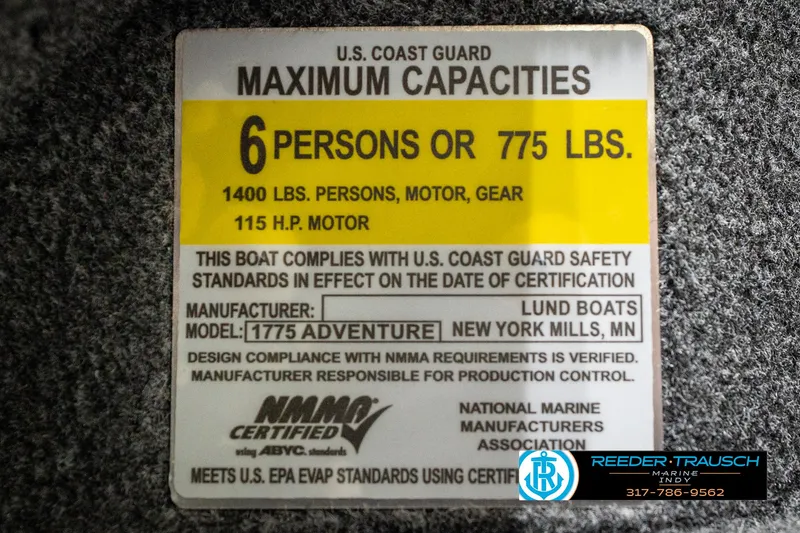 U.S. COAST GUARD
MAXIMUM CAPACITIES
6 PERSONS OR 775 LBS.
1400 LBS. PERSONS, MOTOR, GEAR
115 H.P. MOTOR
THIS BOAT COMPLIES WITH U.S. COAST GUARD SAFETY
STANDARDS IN EFFECT ON THE DATE OF CERTIFICATION
MANUFACTURER: LUND BOATS
MODEL: 1775 ADVENTURE NEW YORK MILLS, MN
DESIGN COMPLIANCE WITH NMMA REQUIREMENTS IS VERIFIED.
MANUFACTURER RESPONSIBLE FOR PRODUCTION CONTROL.
NMMA
CERTIFIED
using ABYC. standards
NATIONAL MARINE
MANUFACTURERS
ASSOCIATION
MEETS U.S. EPA EVAP STANDARDS USING
REEDER·TRAUSCH
MARINE
INDY
317-786-9562